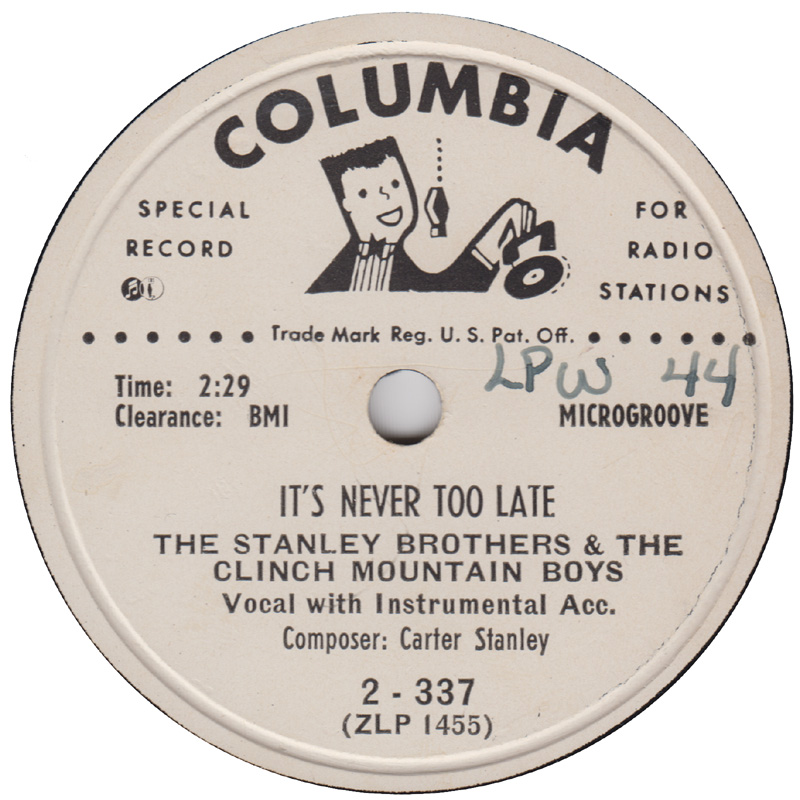 COLUMBIA
SPECIAL
RECORD
FOR
RADIO
STATIONS
Trade Mark Reg. U. S. Pat. Off.
LPW 44
Time: 2:29
Clearance: BMI
MICROGROOVE
IT'S NEVER TOO LATE
THE STANLEY BROTHERS & THE
CLINCH MOUNTAIN BOYS
Vocal with Instrumental Acc.
Composer: Carter Stanley
2 - 337
(ZLP 1455)